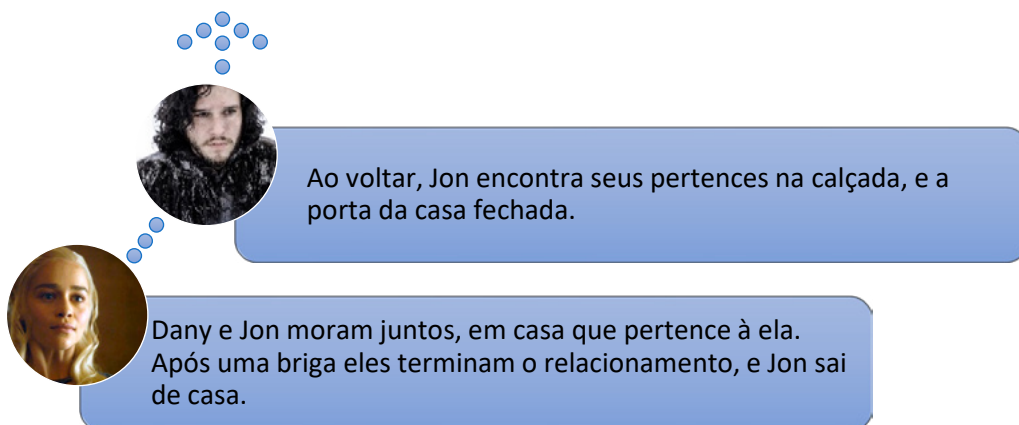 Ao voltar, Jon encontra seus pertences na calçada, e a
porta da casa fechada.
Dany e Jon moram juntos, em casa que pertence à ela.
Após uma briga eles terminam o relacionamento, e Jon sai
de casa.